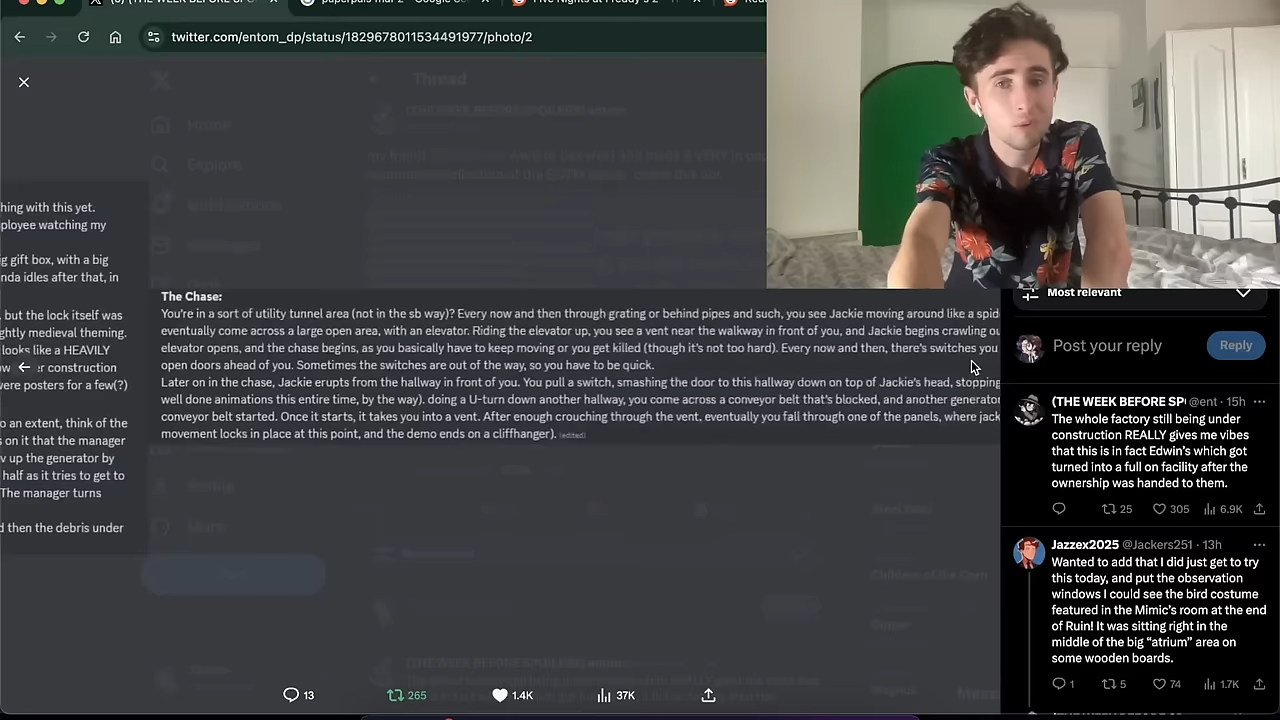 twitter.com/entom_dp/status/1829678011534491977/photo/2
Thread
Home
Explore
hing with this yet.
ployee watching my
g gift box, with a big
nda idles after that, in
, but the lock itself was
ghtly medieval theming.
looks like a HEAVILY
r construction
vere posters for a few(?)
o an extent, think of the
s on it that the manager
v up the generator by
half as it tries to get to
The manager turns
d then the debris under
The Chase:
You're in a sort of utility tunnel area (not in the sb way)? Every now and then through grating or behind pipes and such, you see Jackie moving around like a spid
eventually come across a large open area, with an elevator. Riding the elevator up, you see a vent near the walkway in front of you, and Jackie begins crawling ou
elevator opens, and the chase begins, as you basically have to keep moving or you get killed (though it's not too hard). Every now and then, there's switches you
open doors ahead of you. Sometimes the switches are out of the way, so you have to be quick.
Later on in the chase, Jackie erupts from the hallway in front of you. You pull a switch, smashing the door to this hallway down on top of Jackie's head, stopping
well done animations this entire time, by the way). doing a U-turn down another hallway, you come across a conveyor belt that's blocked, and another generator
conveyor belt started. Once it starts, it takes you into a vent. After enough crouching through the vent, eventually you fall through one of the panels, where jack
movement locks in place at this point, and the demo ends on a cliffhanger). (edited)
13
265
1.4K
37K
Most relevant
Post your reply
Reply
(THE WEEK BEFORE SP @ent · 15h
The whole factory still being under
construction REALLY gives me vibes
that this is in fact Edwin's which got
turned into a full on facility after the
ownership was handed to them.
25
305
6.9K
Jazzex2025 @Jackers251 · 13h
Wanted to add that I did just get to try
this today, and put the observation
windows I could see the bird costume
featured in the Mimic's room at the end
of Ruin! It was sitting right in the
middle of the big "atrium" area on
some wooden boards.
1
5
74
1.7K